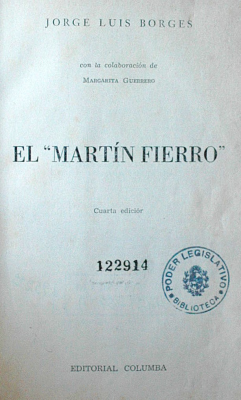 JORGE LUIS BORGES
con la colaboración de
MARGARITA GUERRERO
EL "MARTÍN FIERRO"
Cuarta edición
122914
PODER LEGISLATIVO
BIBLIOTECA
EDITORIAL COLUMBA